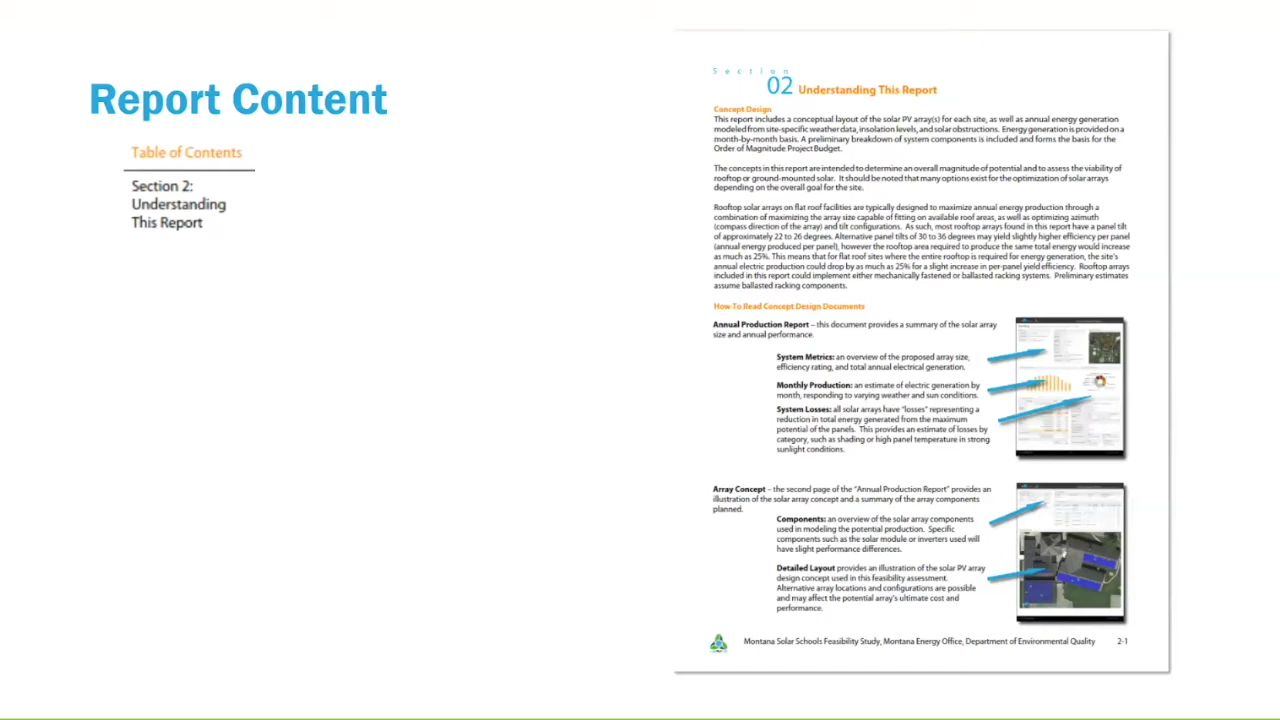 Report Content
Table of Contents
Section 2:
Understanding
This Report
Section
02 Understanding This Report
Concept Design
This report includes a conceptual layout of the solar PV array(s) for each site, as well as annual energy generation
modeled from site-specific weather data, insolation levels, and solar obstructions. Energy generation is provided on a
month-by-month basis. A preliminary breakdown of system components is included and forms the basis for the
Order of Magnitude Project Budget.
The concepts in this report are intended to determine an overall magnitude of potential and to assess the viability of
rooftop or ground-mounted solar. It should be noted that many options exist for the optimization of solar arrays
depending on the overall goal for the site.
Rooftop solar arrays on flat roof facilities are typically designed to maximize annual energy production through a
combination of maximizing the array size capable of fitting on available roof areas, as well as optimizing azimuth
(compass direction of the array) and tilt configurations. As such, most rooftop arrays found in this report have a panel tilt
of approximately 22 to 26 degrees. Alternative panel tilts of 30 to 36 degrees may yield slightly higher efficiency per panel
(annual energy produced per panel), however the rooftop area required to produce the same total energy would increase
as much as 25%. This means that for flat roof sites where the entire rooftop is required for energy generation, the site's
annual electric production could drop by as much as 25% for a slight increase in per-panel yield efficiency. Rooftop arrays
included in this report could implement either mechanically fastened or ballasted racking systems. Preliminary estimates
assume ballasted racking components.
How To Read Concept Design Documents
Annual Production Report – this document provides a summary of the solar array
size and annual performance.
System Metrics: an overview of the proposed array size,
efficiency rating, and total annual electrical generation.
Monthly Production: an estimate of electric generation by
month, responding to varying weather and sun conditions.
System Losses: all solar arrays have "losses" representing a
reduction in total energy generated from the maximum
potential of the panels. This provides an estimate of losses by
category, such as shading or high panel temperature in strong
sunlight conditions.
Array Concept – the second page of the "Annual Production Report" provides an
illustration of the solar array concept and a summary of the array components
planned.
Components: an overview of the solar array components
used in modeling the potential production. Specific
components such as the solar module or inverters used will
have slight performance differences.
Detailed Layout provides an illustration of the solar PV array
design concept used in this feasibility assessment.
Alternative array locations and configurations are possible
and may affect the potential array's ultimate cost and
performance.
Montana Solar Schools Feasibility Study, Montana Energy Office, Department of Environmental Quality 2-1